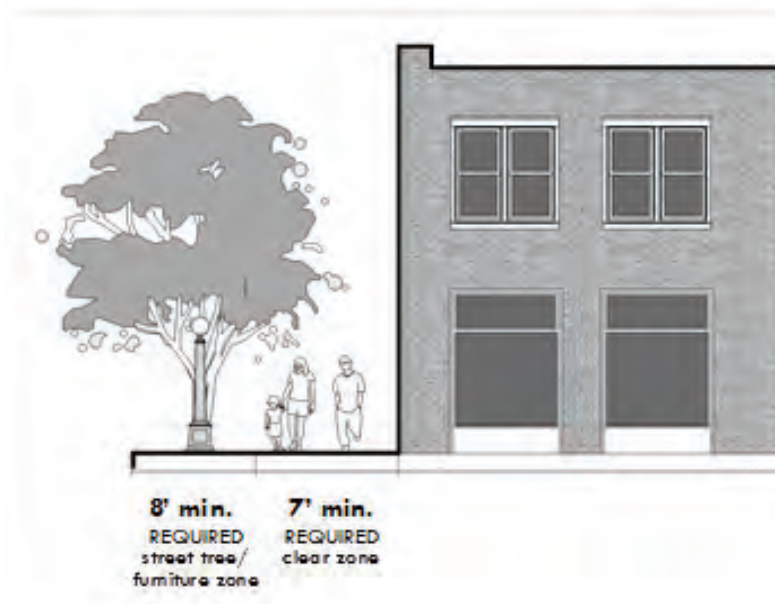 8' min.
REQUIRED
street tree/
furniture zone
7' min.
REQUIRED
clear zone